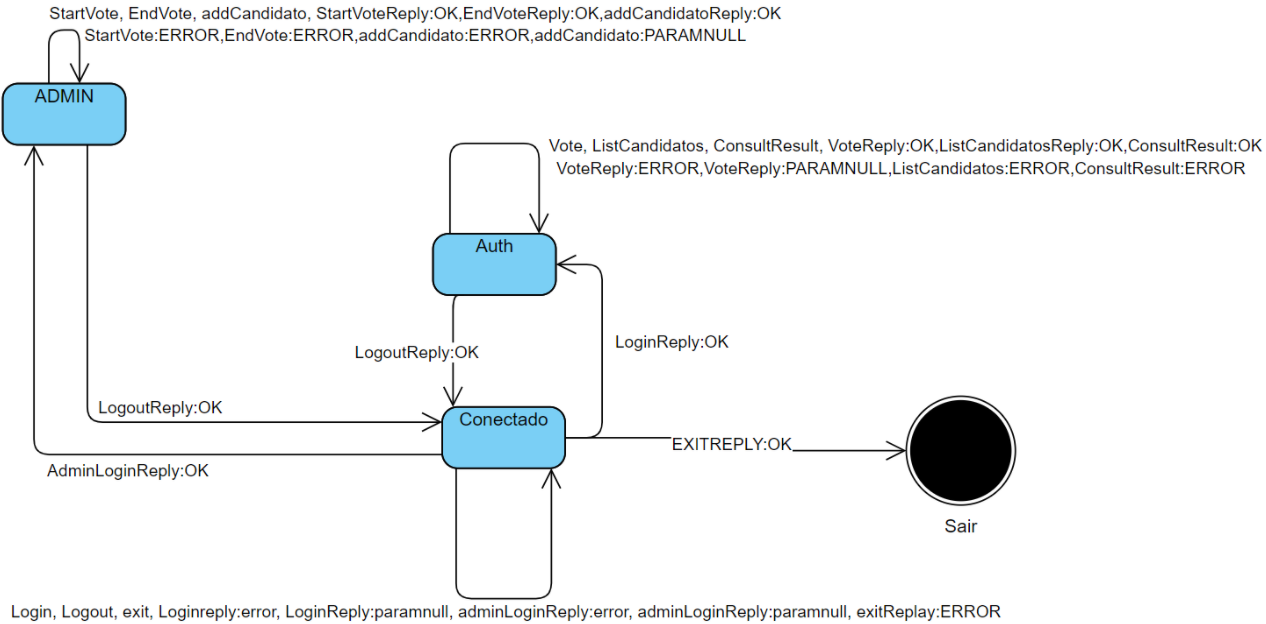 StartVote, EndVote, addCandidato, StartVoteReply:OK,EndVoteReply:OK,addCandidatoReply:OK
StartVote:ERROR,EndVote:ERROR,addCandidato:ERROR,addCandidato:PARAMNULL
ADMIN
Vote, ListCandidatos, ConsultResult, VoteReply:OK,ListCandidatosReply:OK,ConsultResult:OK
VoteReply:ERROR,VoteReply:PARAMNULL,ListCandidatos:ERROR,ConsultResult:ERROR
Auth
LoginReply:OK
LogoutReply:OK
LogoutReply:OK
Conectado
EXITREPLY:OK
AdminLoginReply:OK
Sair
Login, Logout, exit, Loginreply:error, LoginReply:paramnull, adminLoginReply:error, adminLoginReply:paramnull, exitReplay:ERROR